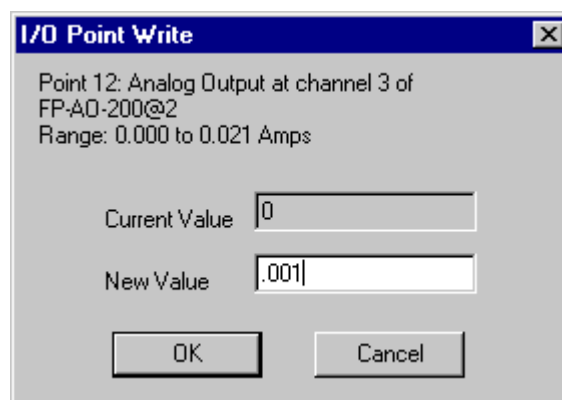 I/O Point Write
Point 12: Analog Output at channel 3 of
FP-AO-200@2
Range: 0.000 to 0.021 Amps
Current Value 0
New Value .001
OK Cancel